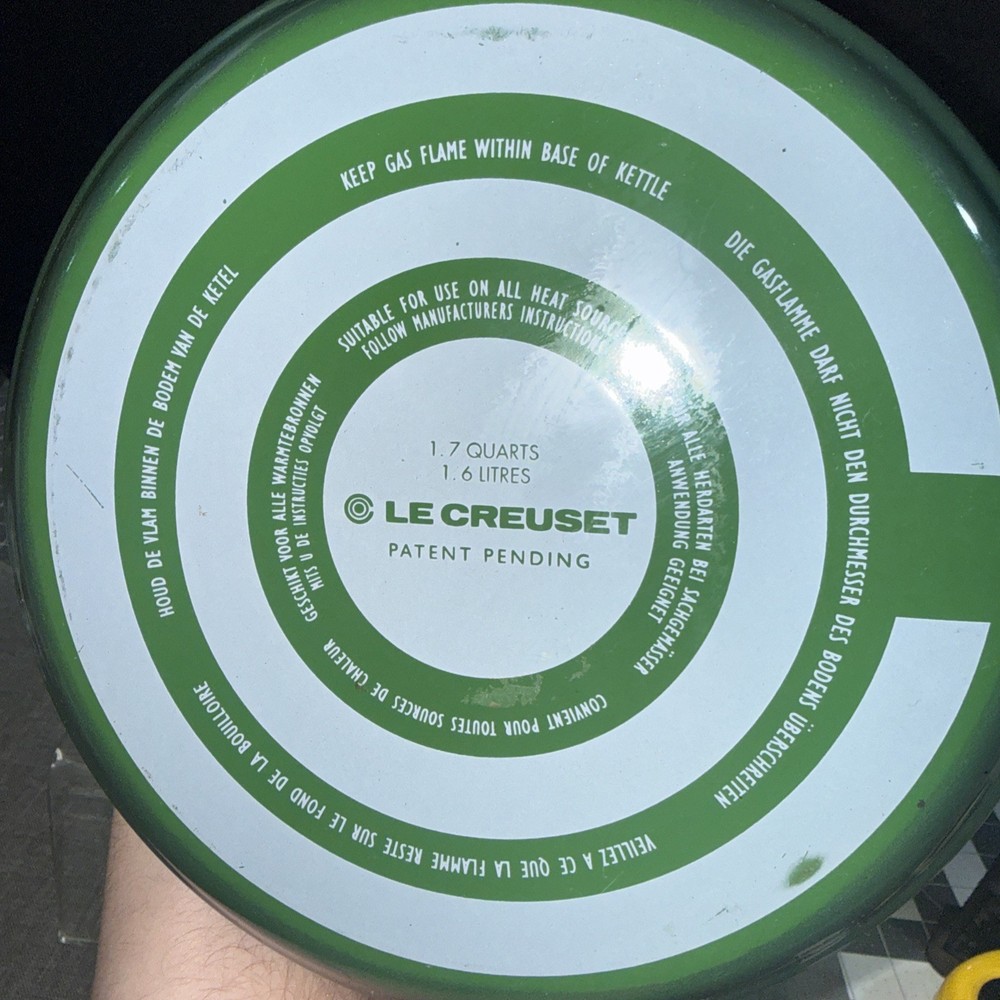 KEEP GAS FLAME WITHIN BASE OF KETTLE
DIE GASFLAMME DARF NICHT DEN DURCHMESSER DES BODENS ÜBERSCHREITEN
VEILLEZ A CE QUE LA FLAMME RESTE SUR LE FOND DE LA BOUILLOIRE
HOUD DE VLAM BINNEN DE BODEM VAN DE KETEL
SUITABLE FOR USE ON ALL HEAT SOURCES
FOLLOW MANUFACTURERS INSTRUCTIONS
ALLE HERDARTEN BEI SACHGEMÄSSER
ANWENDUNG GEEIGNET
CONVIENT POUR TOUTES SOURCES DE CHALEUR
GESCHIKT VOOR ALLE WARMTEBRONNEN
MITS U DE INSTRUCTIES OPVOLGT
1.7 QUARTS
1.6 LITRES
LE CREUSET
PATENT PENDING